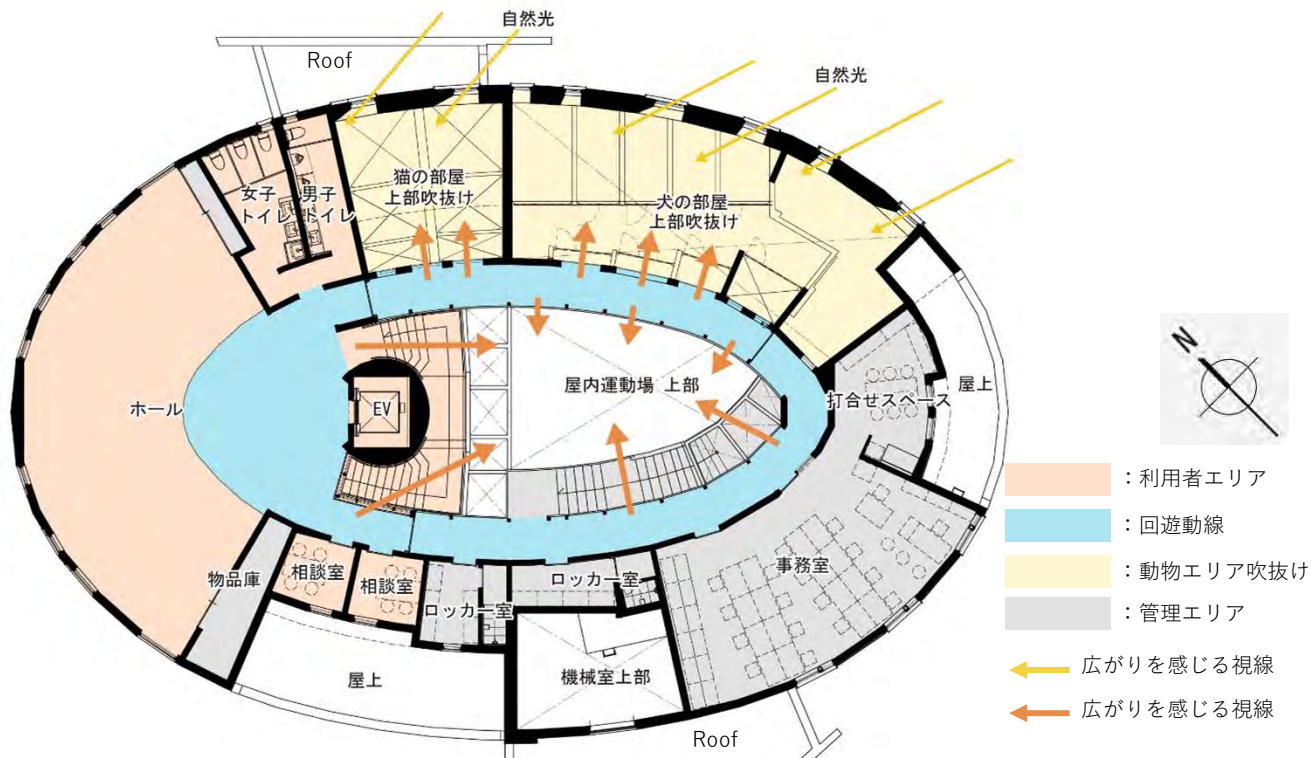 自然光
Roof
自然光
女子
トイレ
男子
トイレ
猫の部屋
上部吹抜け
犬の部屋
上部吹抜け
ホール
EV
屋内運動場 上部
打合せスペース
屋上
N
物品庫
相談室
相談室
ロッカー室
ロッカー室
事務室
屋上
機械室上部
Roof
：利用者エリア
：回遊動線
：動物エリア吹抜け
：管理エリア
広がりを感じる視線
広がりを感じる視線